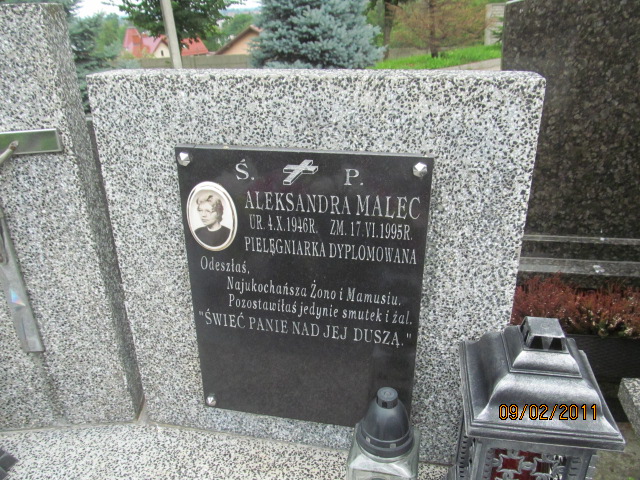 Ś. P.
ALEKSANDRA MALEC
UR. 4.X.1946R. ZM. 17.VI.1995R.
PIELĘGNIARKA DYPLOMOWANA
Odeszłaś,
Najukochańsza Żono i Mamusiu.
Pozostawiłaś jedynie smutek i żal.
"ŚWIEĆ PANIE NAD JEJ DUSZĄ."
09/02/2011